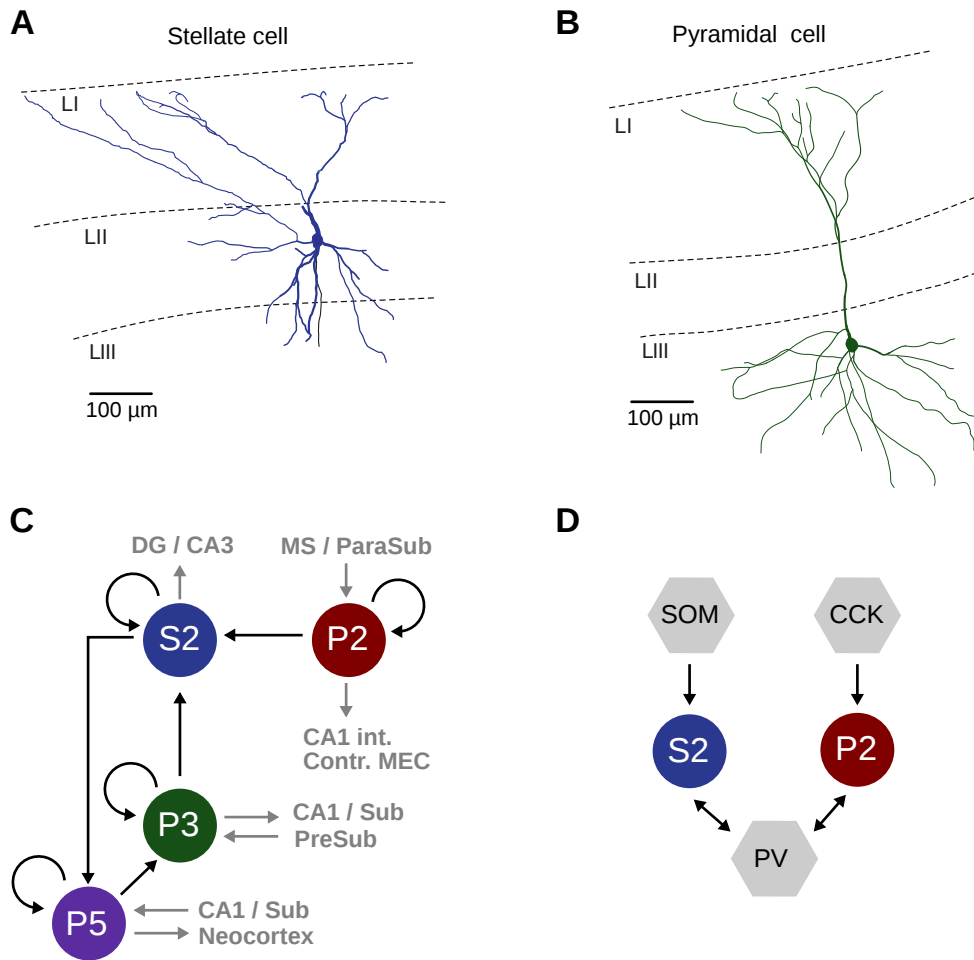 A
Stellate cell
LI
LII
LIII
100 µm
B
Pyramidal cell
LI
LII
LIII
100 µm
C
DG / CA3
MS / ParaSub
S2
P2
CA1 int.
Contr. MEC
P3
CA1 / Sub
PreSub
P5
CA1 / Sub
Neocortex
D
SOM
CCK
S2
P2
PV